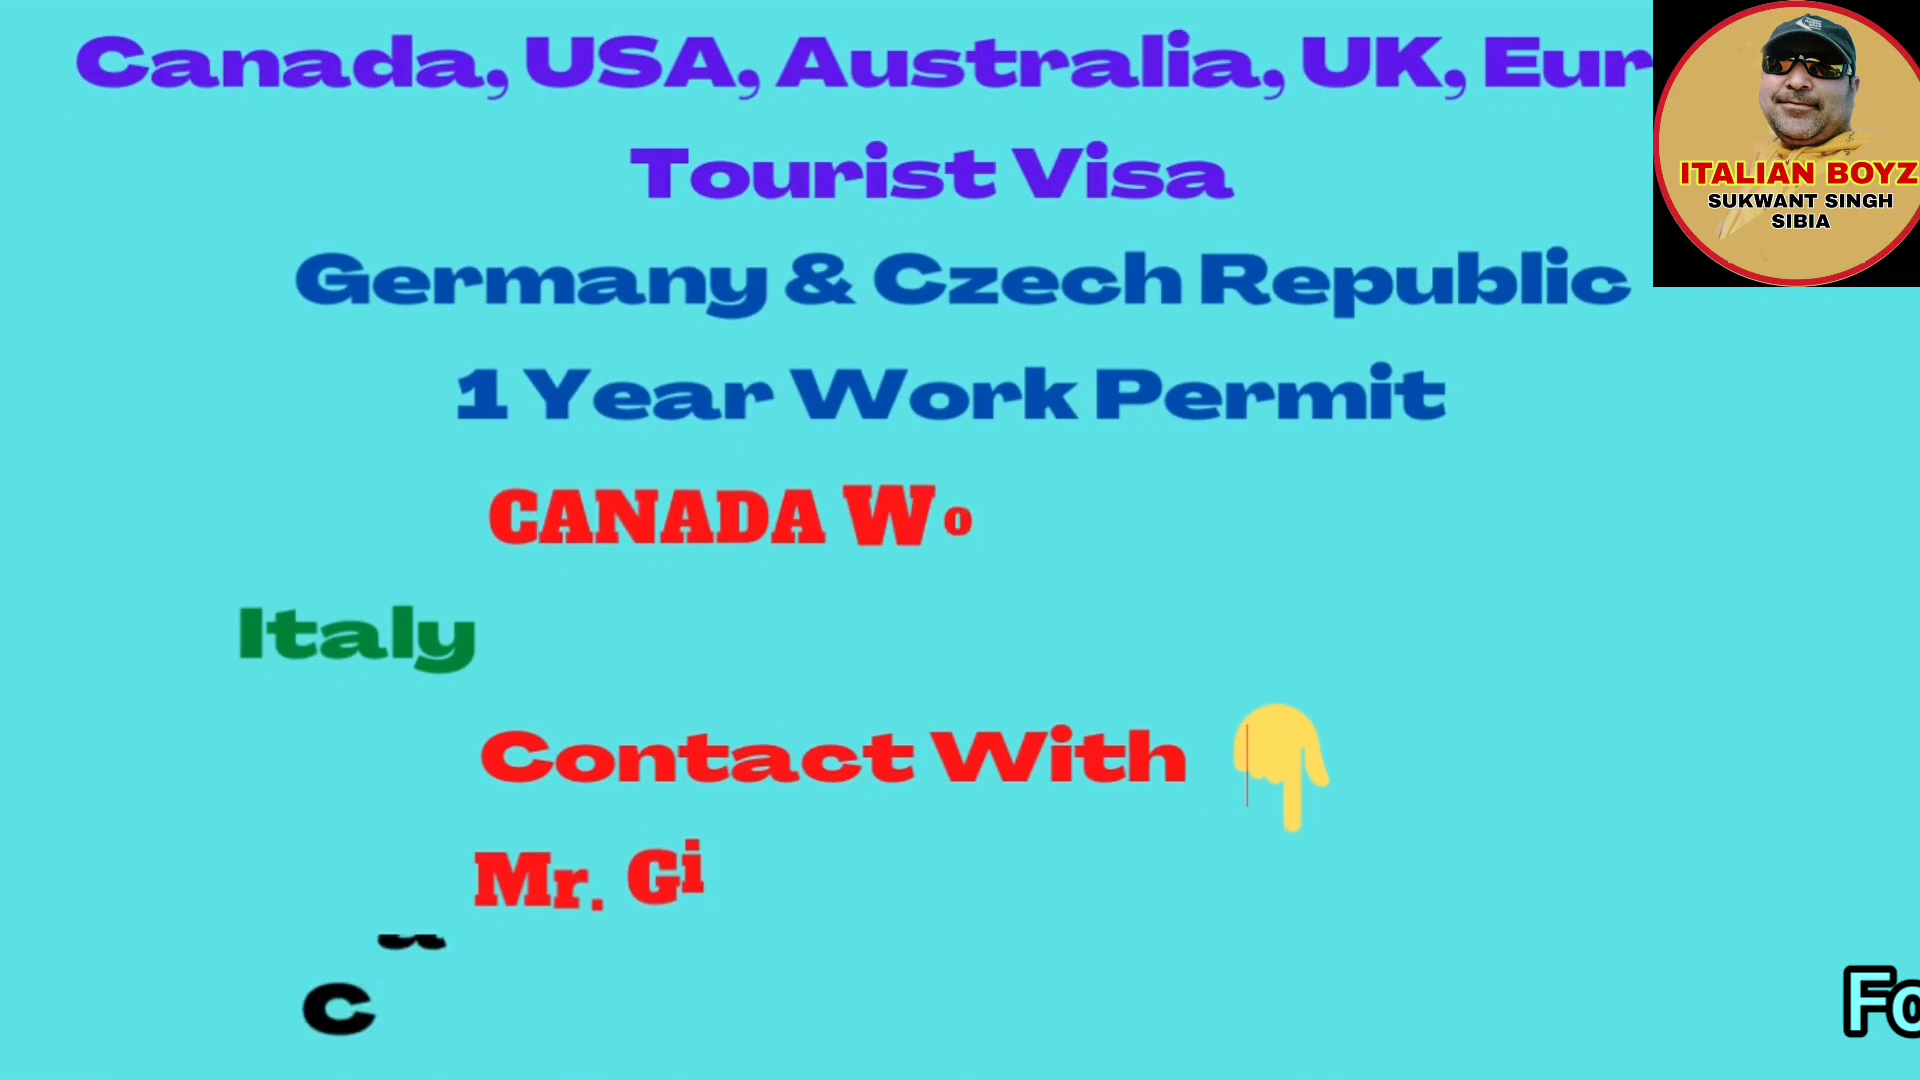 Canada, USA, Australia, UK, Eur
ITALIAN BOYZ
SUKWANT SINGH
SIBIA
Tourist Visa
Germany & Czech Republic
1 Year Work Permit
CANADA Wo
Italy
Contact With
Mr. Gi
C
Fo